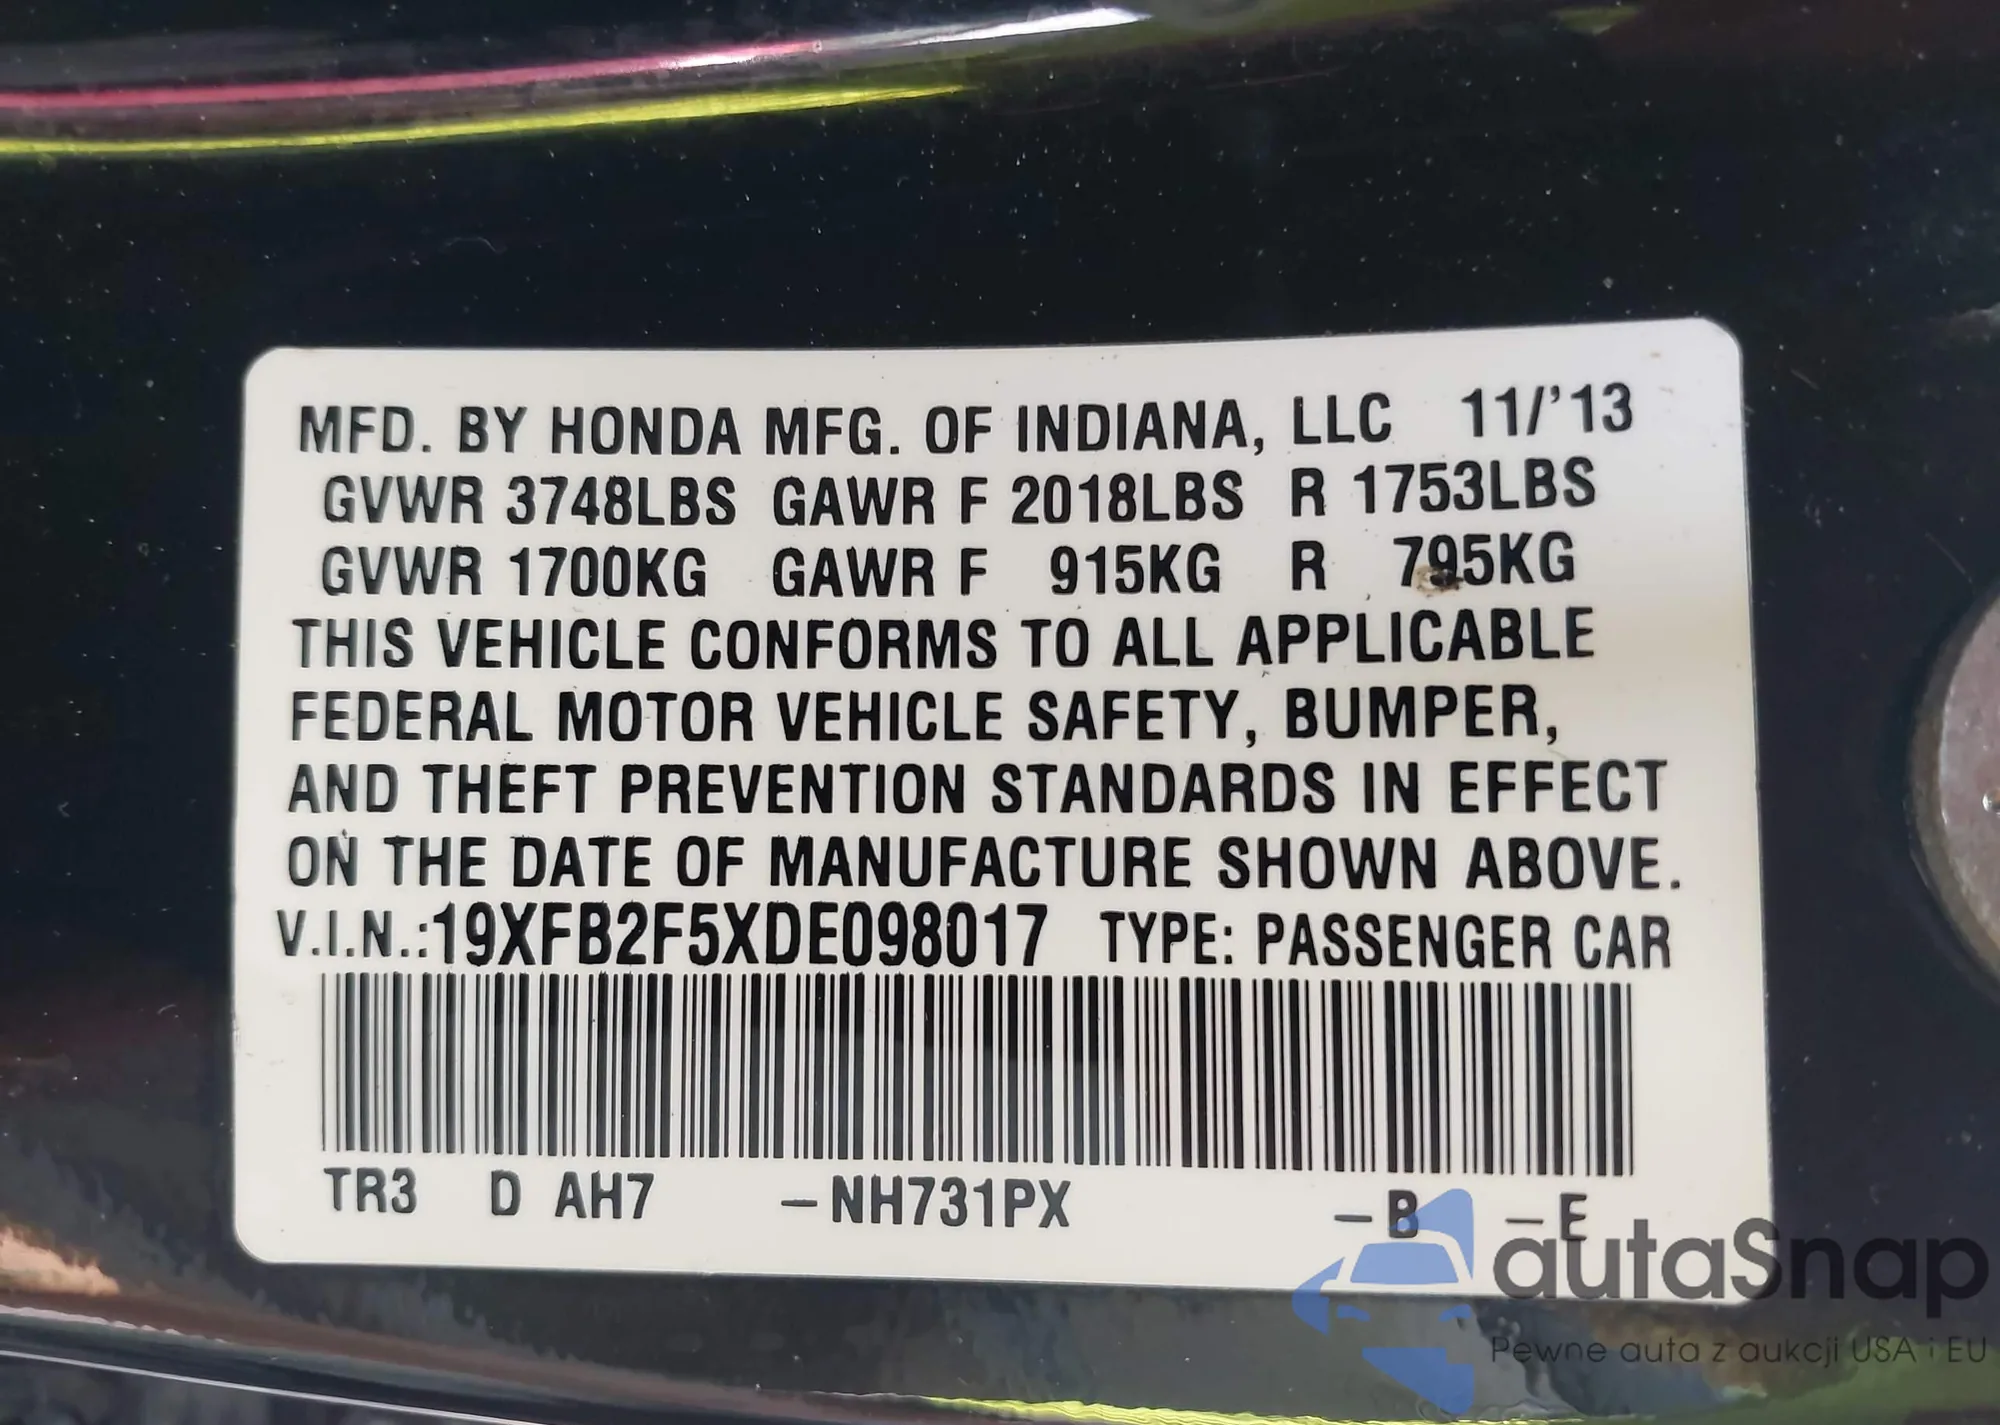 MFD. BY HONDA MFG. OF INDIANA, LLC 11/'13
GVWR 3748LBS GAWR F 2018LBS R 1753LBS
GVWR 1700KG GAWR F 915KG R 795KG
THIS VEHICLE CONFORMS TO ALL APPLICABLE
FEDERAL MOTOR VEHICLE SAFETY, BUMPER,
AND THEFT PREVENTION STANDARDS IN EFFECT
ON THE DATE OF MANUFACTURE SHOWN ABOVE.
V.I.N.:19XFB2F5XDE098017 TYPE: PASSENGER CAR
TR3 D AH7 –NH731PX –B –E
autaSnap
Pewne auta z aukcji USA i EU